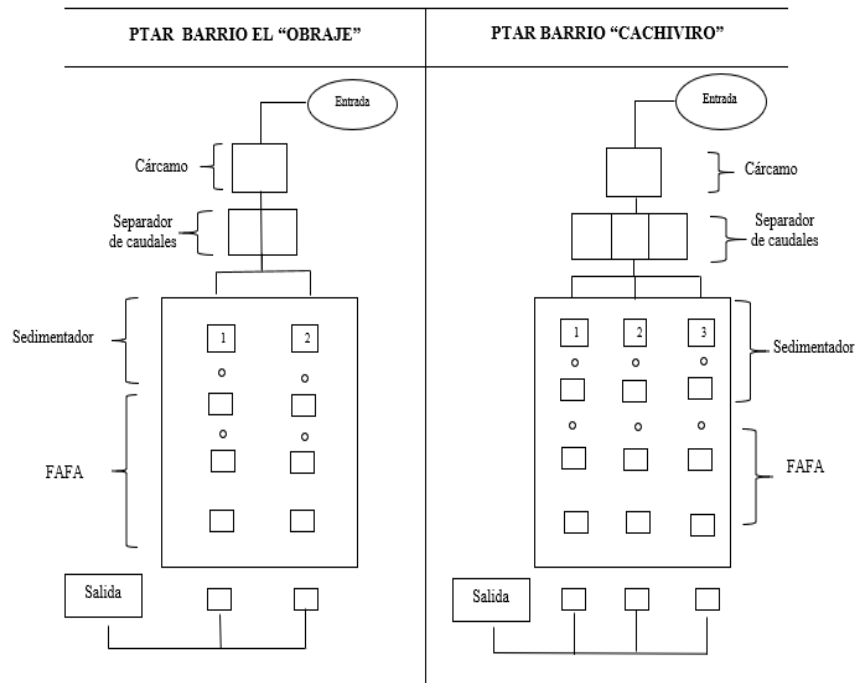 PTAR BARRIO EL “OBRAJE”
PTAR BARRIO “CACHIVIRO”
Entrada
Entrada
Cárcamo
Cárcamo
Separador
de caudales
Separador
de caudales
Sedimentador
1 2
1 2 3
Sedimentador
FAFA
FAFA
Salida
Salida